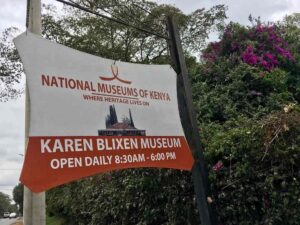 NATIONAL MUSEUMS OF KENYA
WHERE HERITAGE LIVES ON
KAREN BLIXEN MUSEUM
OPEN DAILY 8:30AM - 6:00 PM